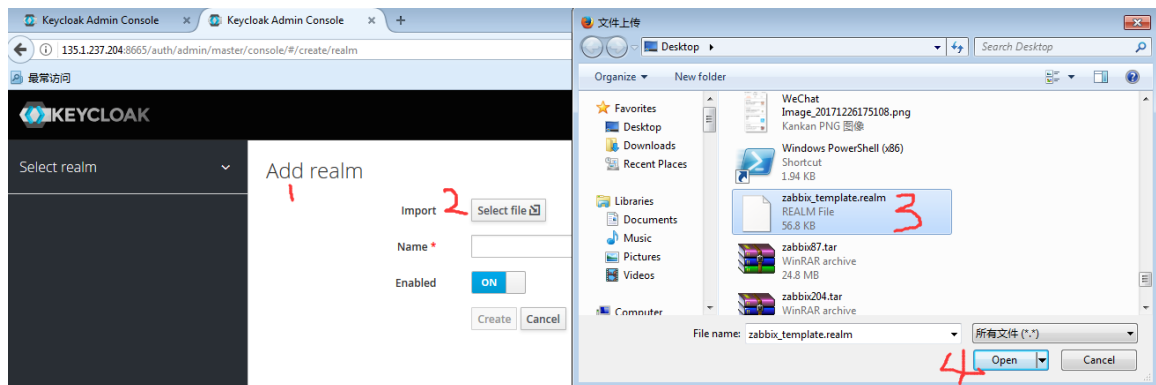 Keycloak Admin Console
Keycloak Admin Console
135.1.237.204:8665/auth/admin/master/console/#/create/realm
最常访问
KEYCLOAK
Select realm
Add realm
1
Import
2
Select file
Name *
Enabled
ON
Create
Cancel
文件上传
Desktop
Search Desktop
Organize
New folder
Favorites
Desktop
Downloads
Recent Places
Libraries
Documents
Music
Pictures
Videos
Computer
WeChat
Image_20171226175108.png
Kankan PNG 图像
Windows PowerShell (x86)
Shortcut
1.94 KB
zabbix_template.realm
REALM File
56.8 KB
3
zabbix87.tar
WinRAR archive
24.8 MB
zabbix204.tar
WinRAR archive
File name:
zabbix_template.realm
所有文件 (*.*)
4
Open
Cancel